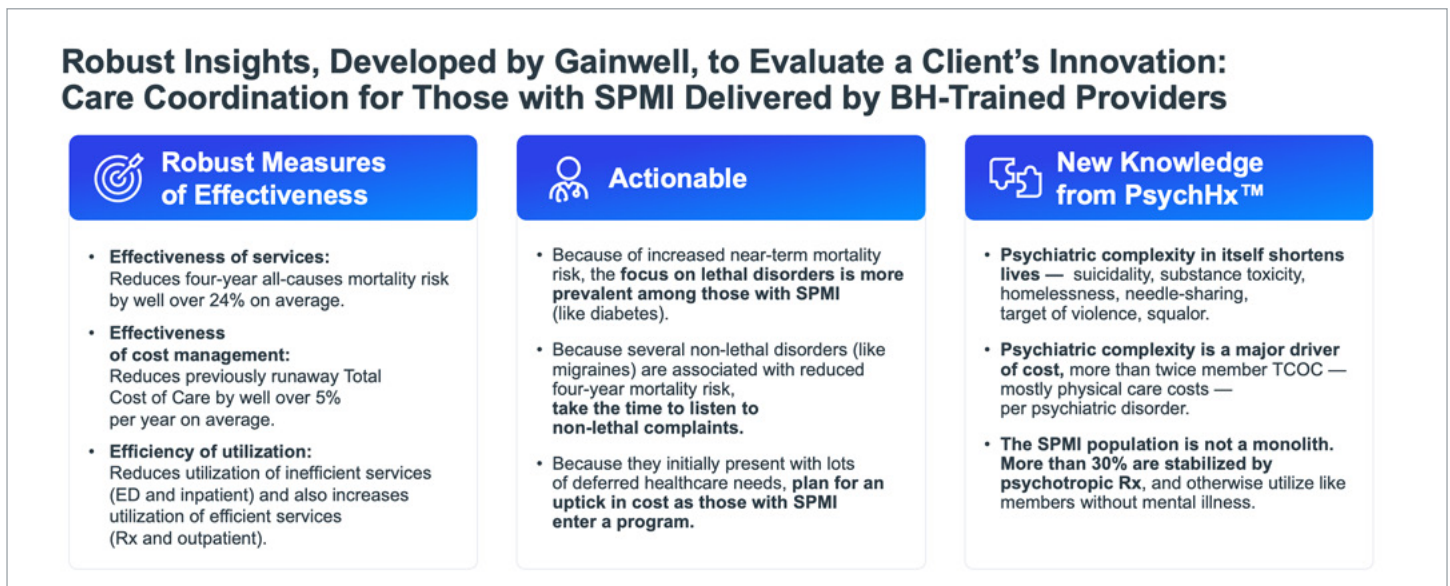 Robust Insights, Developed by Gainwell, to Evaluate a Client’s Innovation:
Care Coordination for Those with SPMI Delivered by BH-Trained Providers
Robust Measures
of Effectiveness
• Effectiveness of services:
Reduces four-year all-causes mortality risk
by well over 24% on average.
• Effectiveness
of cost management:
Reduces previously runaway Total
Cost of Care by well over 5%
per year on average.
• Efficiency of utilization:
Reduces utilization of inefficient services
(ED and inpatient) and also increases
utilization of efficient services
(Rx and outpatient).
Actionable
• Because of increased near-term mortality
risk, the focus on lethal disorders is more
prevalent among those with SPMI
(like diabetes).
• Because several non-lethal disorders (like
migraines) are associated with reduced
four-year mortality risk,
take the time to listen to
non-lethal complaints.
• Because they initially present with lots
of deferred healthcare needs, plan for an
uptick in cost as those with SPMI
enter a program.
New Knowledge
from PsychHx™
• Psychiatric complexity in itself shortens
lives — suicidality, substance toxicity,
homelessness, needle-sharing,
target of violence, squalor.
• Psychiatric complexity is a major driver
of cost, more than twice member TCOC —
mostly physical care costs —
per psychiatric disorder.
• The SPMI population is not a monolith.
More than 30% are stabilized by
psychotropic Rx, and otherwise utilize like
members without mental illness.